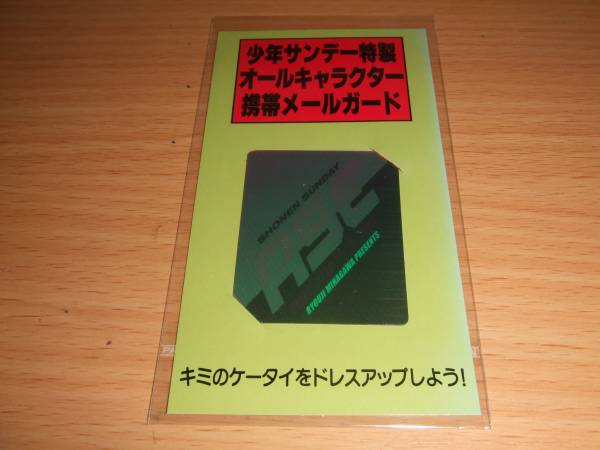 少年サンデー特製
オールキャラクター
携帯メールガード
SHONEN SUNDAY
RYOUJI MINAGAWA PRESENTS
キミのケータイをドレスアップしよう!